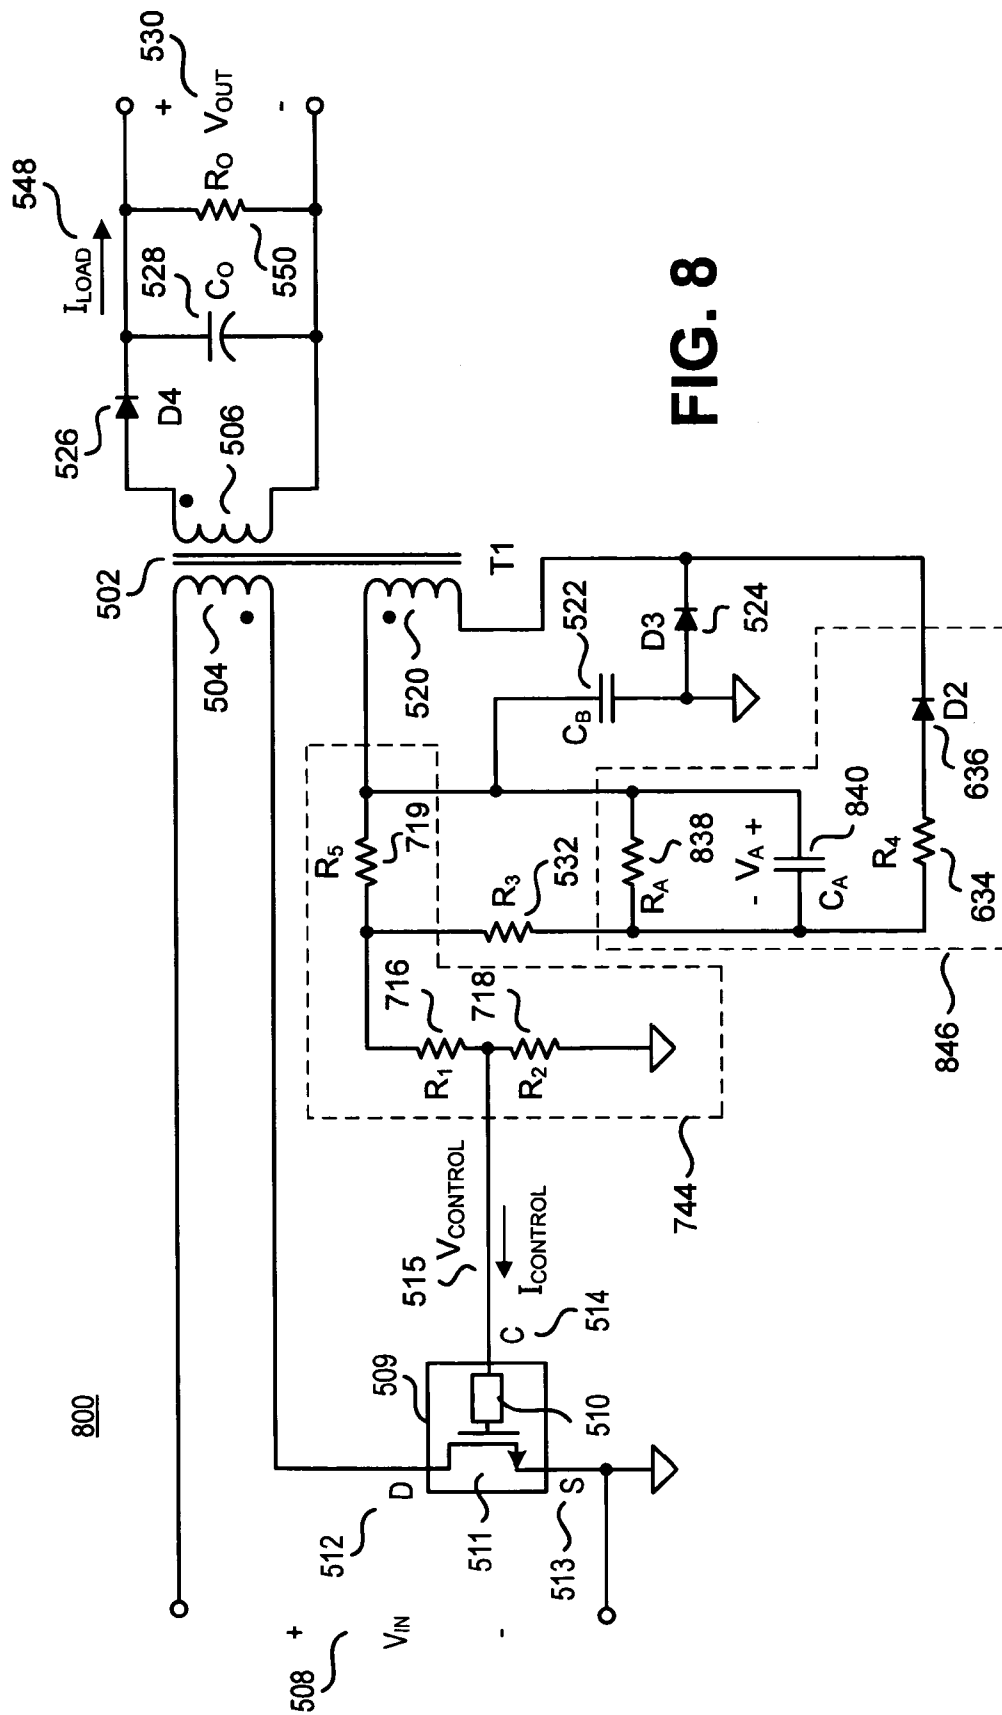 800
502
504
506
526
D4
528
C_O
I_LOAD
548
R_O
550
+
V_OUT
-
530
T1
520
R_5
719
C_B
522
D3
524
716
R_1
718
R_2
R_3
532
R_A
838
- V_A +
C_A
840
R_4
634
D2
636
846
744
515
V_CONTROL
I_CONTROL
C
514
509
510
D
512
511
S
513
+
508
V_IN
-
FIG. 8